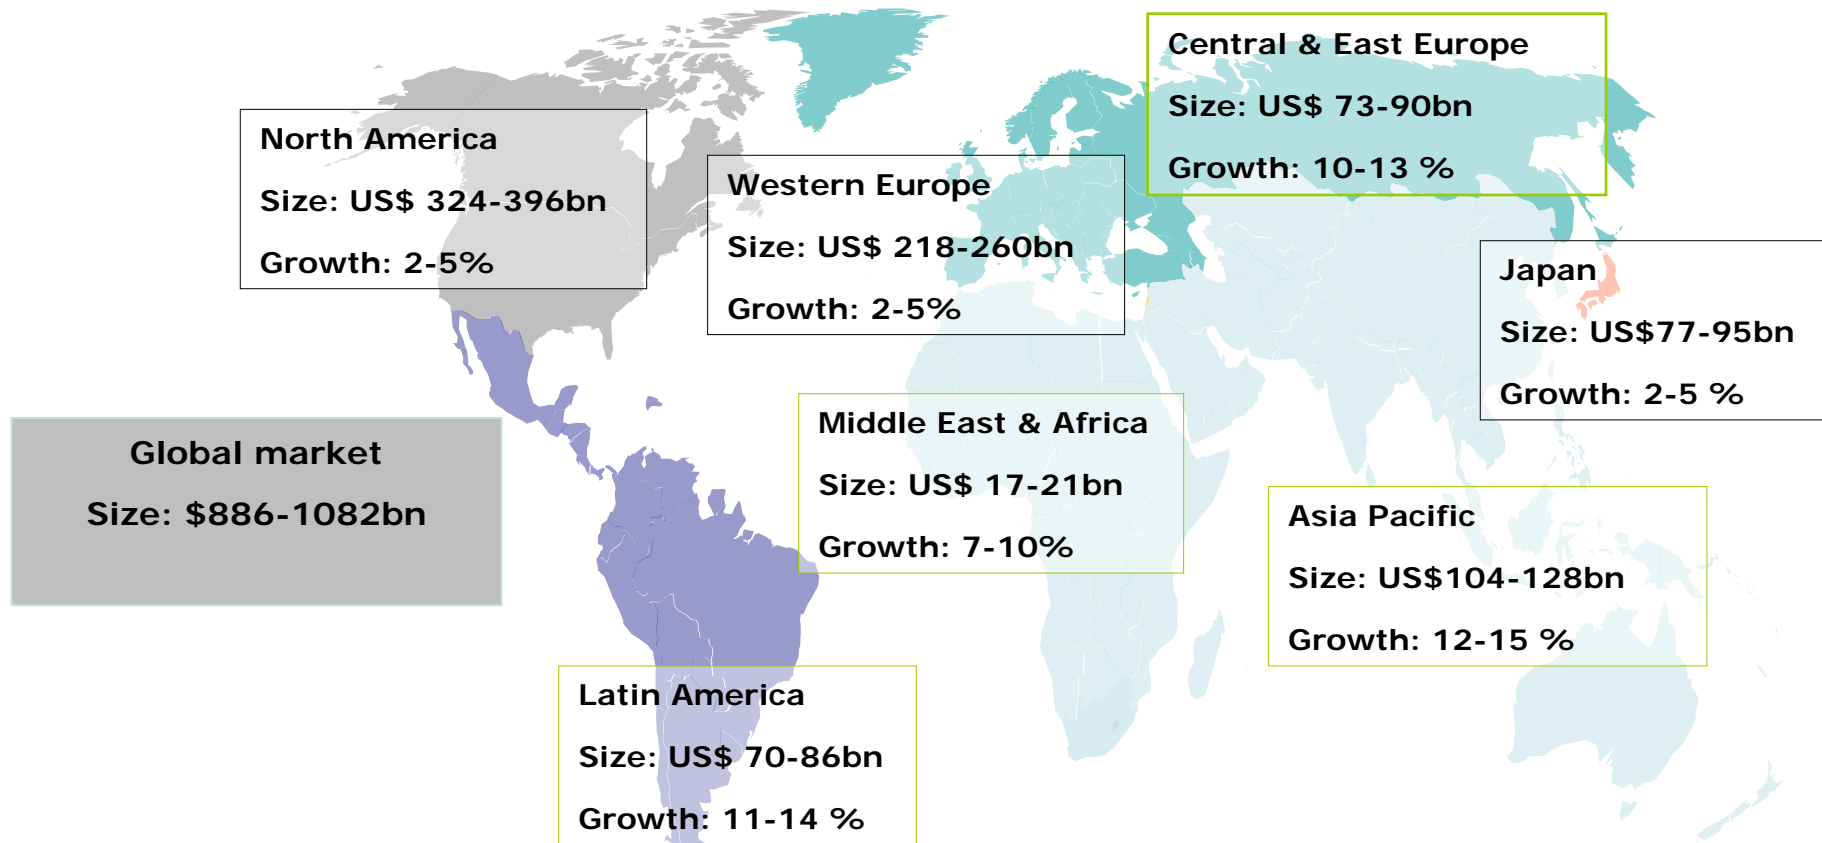 Central & East Europe
Size: US$ 73-90bn
Growth: 10-13 %
North America
Size: US$ 324-396bn
Growth: 2-5%
Western Europe
Size: US$ 218-260bn
Growth: 2-5%
Japan
Size: US$77-95bn
Growth: 2-5 %
Global market
Size: $886-1082bn
Middle East & Africa
Size: US$ 17-21bn
Growth: 7-10%
Asia Pacific
Size: US$104-128bn
Growth: 12-15 %
Latin America
Size: US$ 70-86bn
Growth: 11-14 %